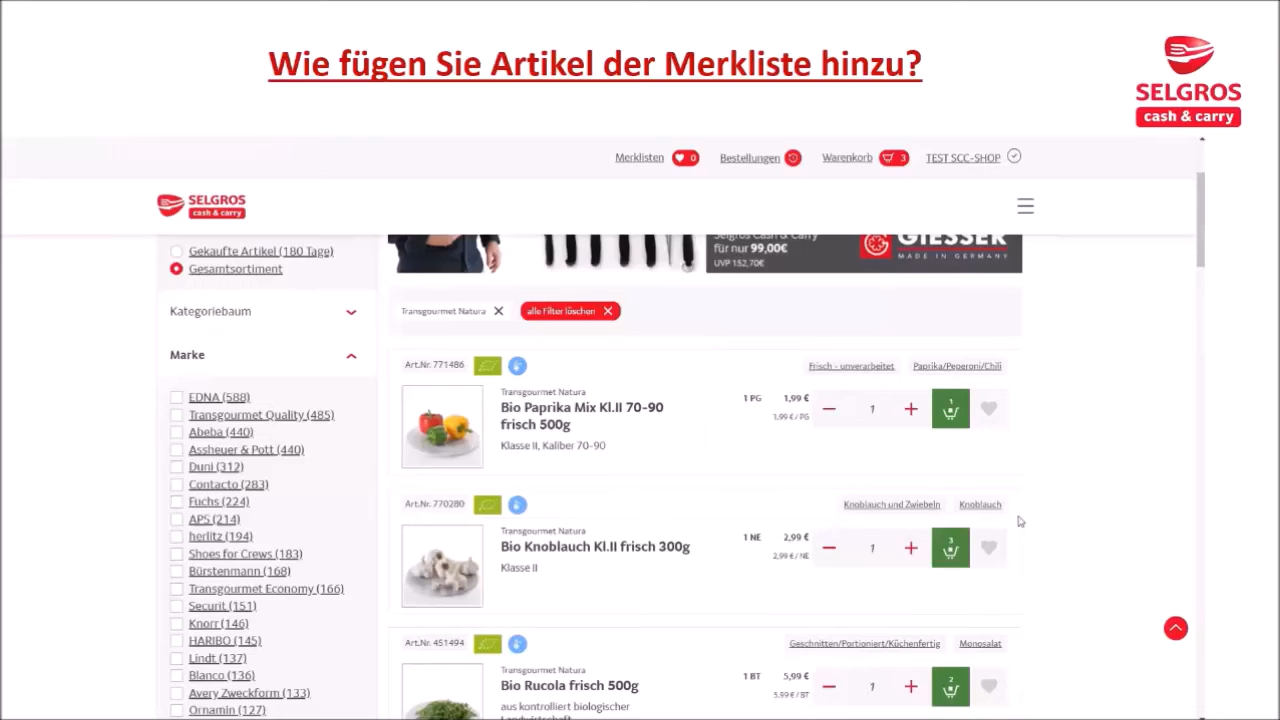 Wie fügen Sie Artikel der Merkliste hinzu?
SELGROS
cash & carry
Merklisten 0 Bestellungen Warenkorb 3 TEST SCC-SHOP
SELGROS
cash & carry
Gekaufte Artikel (180 Tage)
Gesamtsortiment
Kategoriebaum
Marke
EDNA (588)
Transgourmet Quality (485)
Abeba (440)
Assheuer & Pott (440)
Duni (312)
Contacto (283)
Fuchs (224)
APS (214)
herlitz (194)
Shoes for Crews (183)
Bürstenmann (168)
Transgourmet Economy (166)
Securit (151)
Knorr (146)
HARIBO (145)
Lindt (137)
Blanco (136)
Avery Zweckform (133)
Ornamin (127)
Selgros Cash & Carry
für nur 99,00€
UVP 152,70€
GIESSER
MADE IN GERMANY
Transgourmet Natura alle Filter löschen
Art.Nr. 771486 Frisch - unverarbeitet Paprika/Peperoni/Chili
Transgourmet Natura
Bio Paprika Mix Kl.II 70-90
frisch 500g
Klasse II, Kaliber 70-90
1 PG 1,99 €
1,99 € / PG
1
1
Art.Nr. 770280 Knoblauch und Zwiebeln Knoblauch
Transgourmet Natura
Bio Knoblauch Kl.II frisch 300g
Klasse II
1 NE 2,99 €
2,99 € / NE
1
3
Art.Nr. 451494 Geschnitten/Portioniert/Küchenfertig Monosalat
Transgourmet Natura
Bio Rucola frisch 500g
aus kontrolliert biologischer
Landwirtschaft
1 BT 5,99 €
5,99 € / BT
1
2